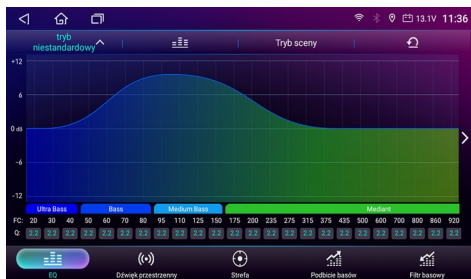 13.1V 11:36
tryb
niestandardowy
Tryb sceny
+12
6
0 dB
-6
-12
Ultra Bass Bass Medium Bass Mediant
FC: 20 30 40 50 60 70 80 95 110 125 150 175 200 235 275 315 375 435 500 600 700 800 860 920
Q: 2.2 2.2 2.2 2.2 2.2 2.2 2.2 2.2 2.2 2.2 2.2 2.2 2.2 2.2 2.2 2.2 2.2 2.2 2.2 2.2 2.2 2.2 2.2 2.2
EQ Dźwięk przestrzenny Strefa Podbicie basów Filtr basowy